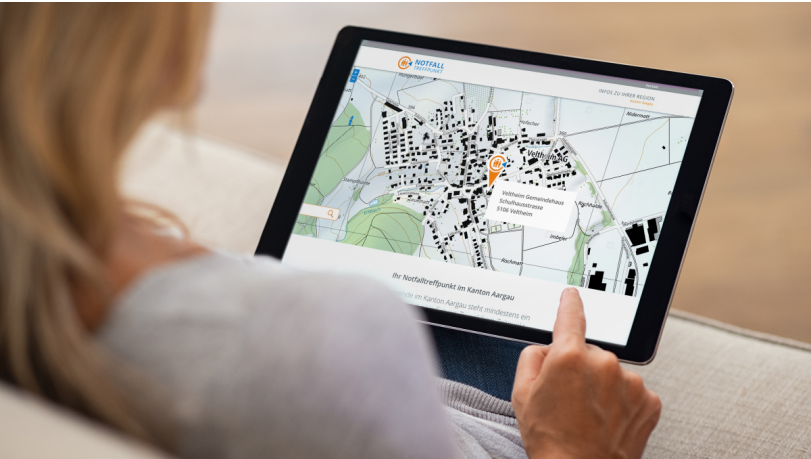 NOTFALL
TREFFPUNKT
INFOS ZU IHRER REGION
Nidermatt
Veltheim AG
Veltheim Gemeindehaus
Schulhausstrasse
5106 Veltheim
Ihr Notfalltreffpunkt im Kanton Aargau
im Kanton Aargau steht mindestens ein